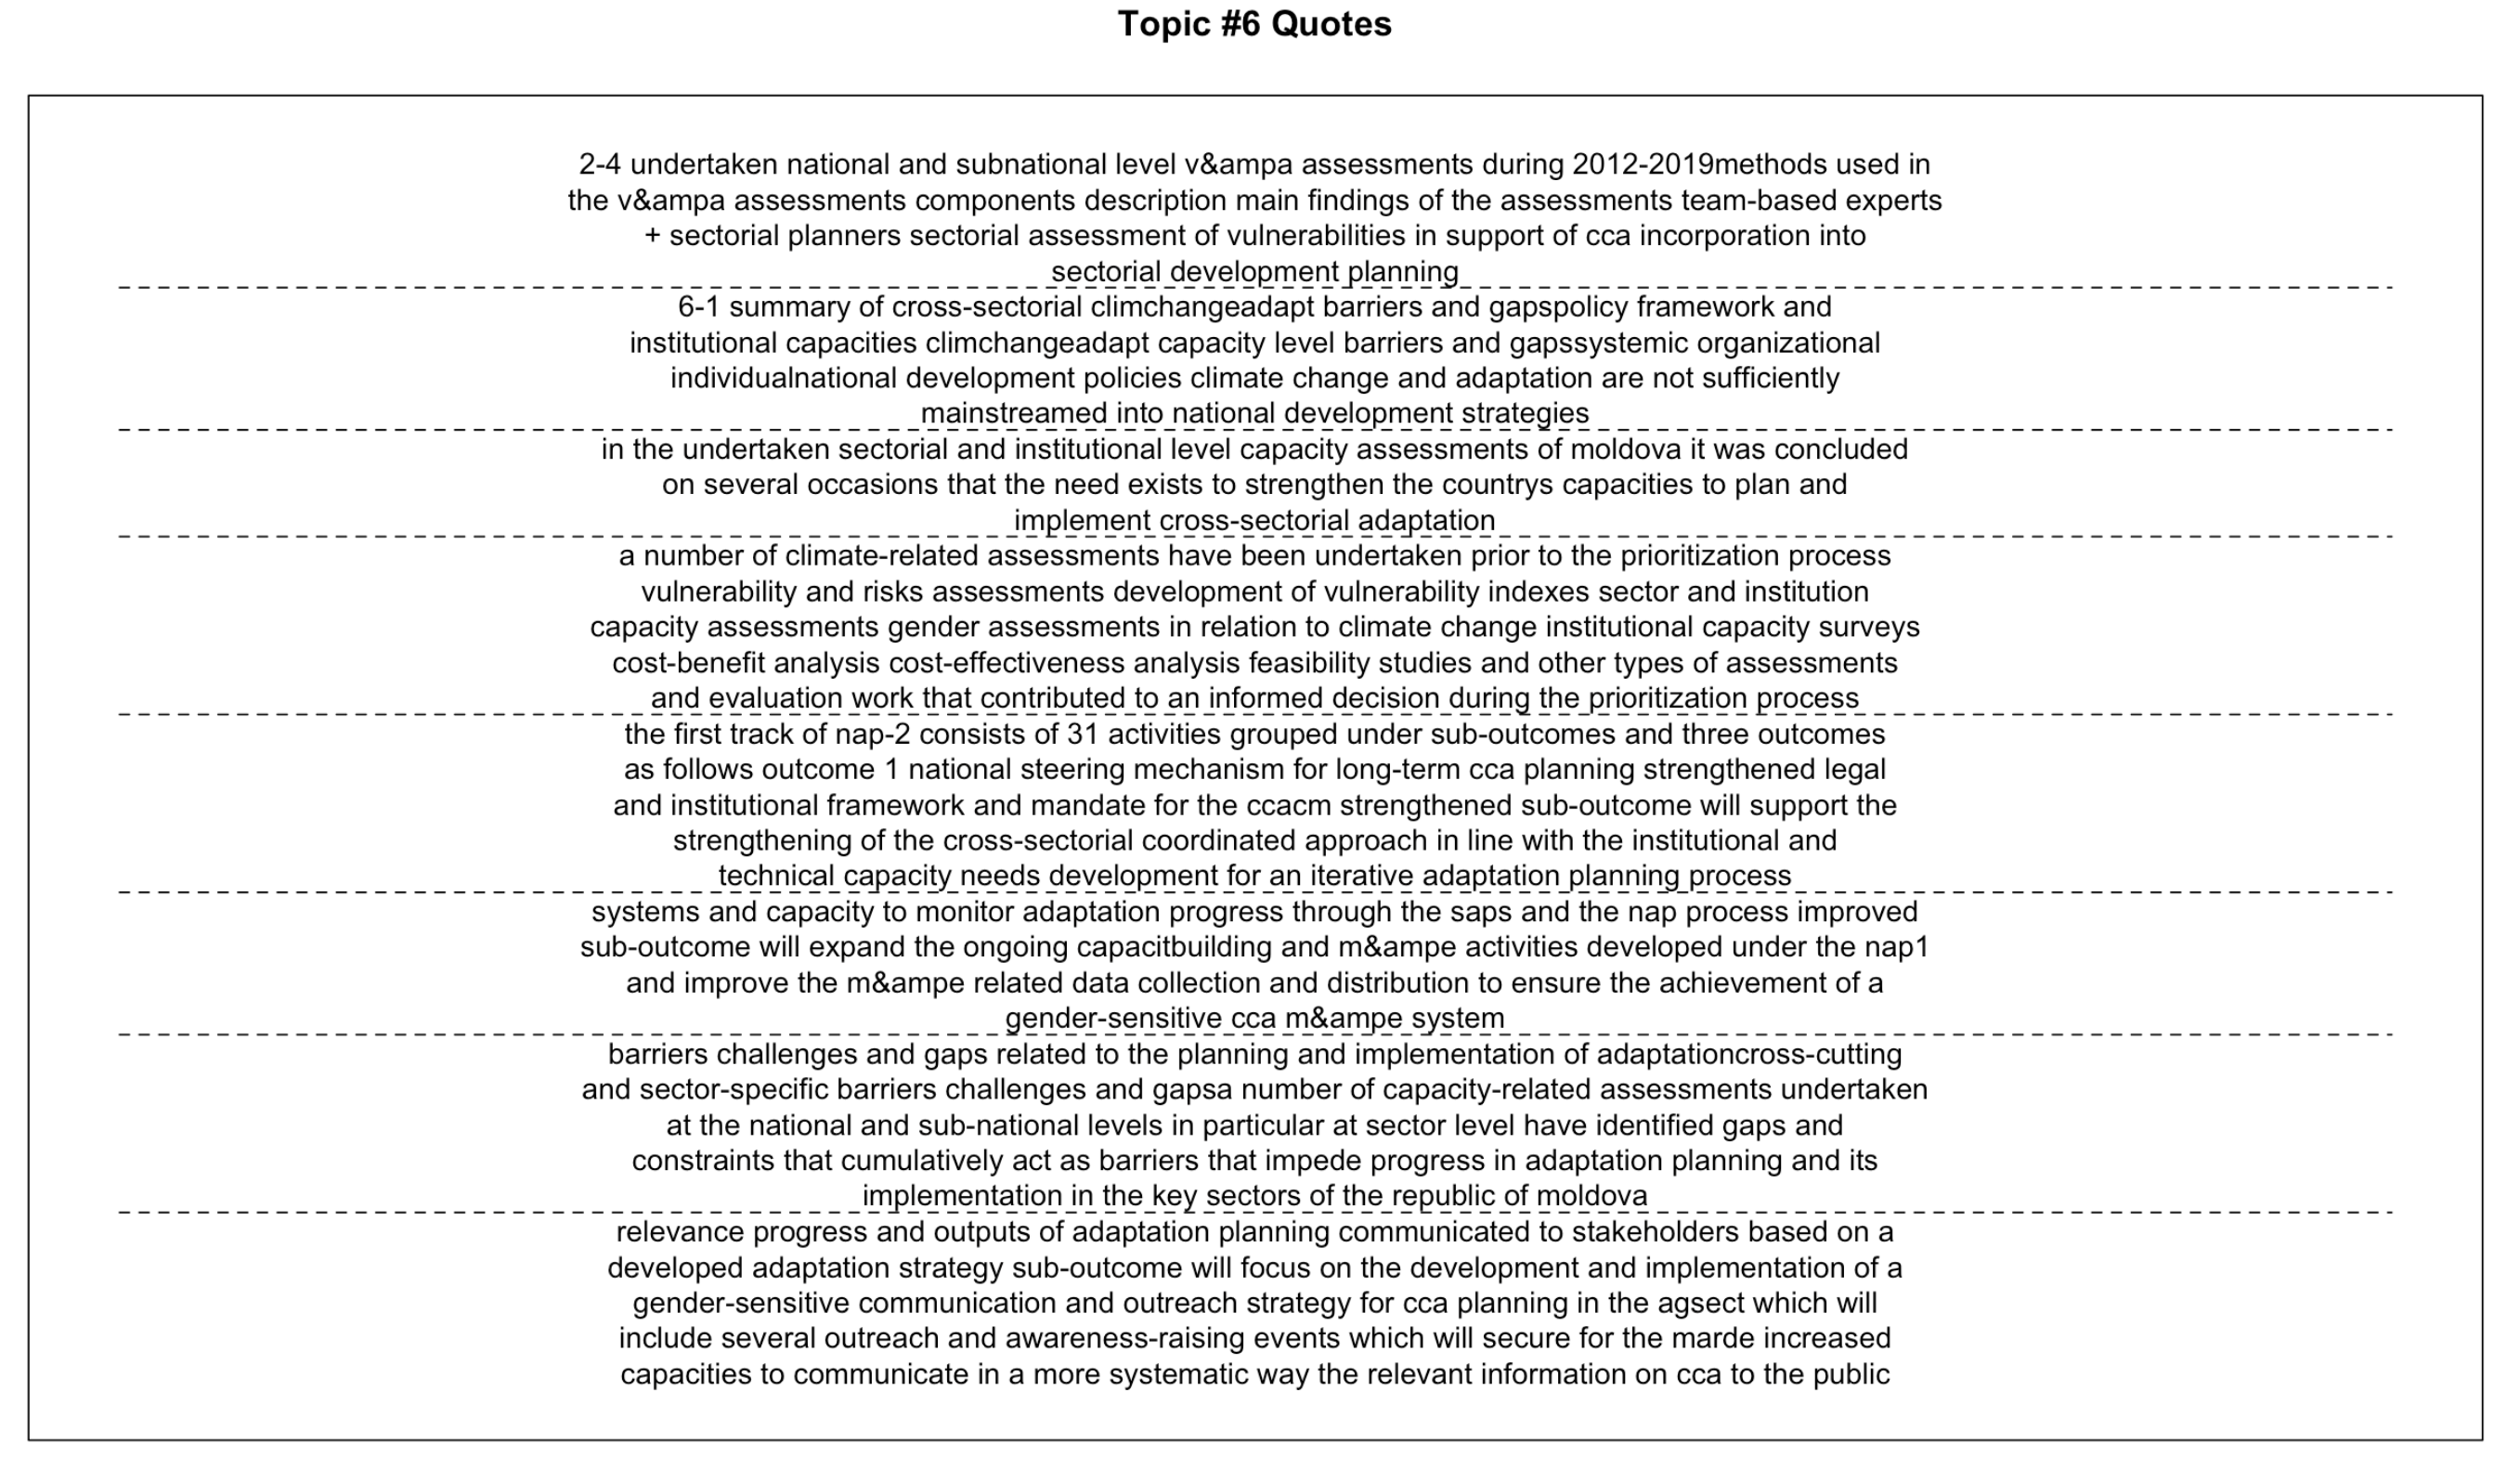 Topic #6 Quotes
2-4 undertaken national and subnational level v&ampa assessments during 2012-2019methods used in
the v&ampa assessments components description main findings of the assessments team-based experts
+ sectorial planners sectorial assessment of vulnerabilities in support of cca incorporation into
sectorial development planning
6-1 summary of cross-sectorial climchangeadapt barriers and gapspolicy framework and
institutional capacities climchangeadapt capacity level barriers and gapssystemic organizational
individualnational development policies climate change and adaptation are not sufficiently
mainstreamed into national development strategies
in the undertaken sectorial and institutional level capacity assessments of moldova it was concluded
on several occasions that the need exists to strengthen the countrys capacities to plan and
implement cross-sectorial adaptation
a number of climate-related assessments have been undertaken prior to the prioritization process
vulnerability and risks assessments development of vulnerability indexes sector and institution
capacity assessments gender assessments in relation to climate change institutional capacity surveys
cost-benefit analysis cost-effectiveness analysis feasibility studies and other types of assessments
and evaluation work that contributed to an informed decision during the prioritization process
the first track of nap-2 consists of 31 activities grouped under sub-outcomes and three outcomes
as follows outcome 1 national steering mechanism for long-term cca planning strengthened legal
and institutional framework and mandate for the ccacm strengthened sub-outcome will support the
strengthening of the cross-sectorial coordinated approach in line with the institutional and
technical capacity needs development for an iterative adaptation planning process
systems and capacity to monitor adaptation progress through the saps and the nap process improved
sub-outcome will expand the ongoing capacitbuilding and m&ampe activities developed under the nap1
and improve the m&ampe related data collection and distribution to ensure the achievement of a
gender-sensitive cca m&ampe system
barriers challenges and gaps related to the planning and implementation of adaptationcross-cutting
and sector-specific barriers challenges and gapsa number of capacity-related assessments undertaken
at the national and sub-national levels in particular at sector level have identified gaps and
constraints that cumulatively act as barriers that impede progress in adaptation planning and its
implementation in the key sectors of the republic of moldova
relevance progress and outputs of adaptation planning communicated to stakeholders based on a
developed adaptation strategy sub-outcome will focus on the development and implementation of a
gender-sensitive communication and outreach strategy for cca planning in the agsect which will
include several outreach and awareness-raising events which will secure for the marde increased
capacities to communicate in a more systematic way the relevant information on cca to the public